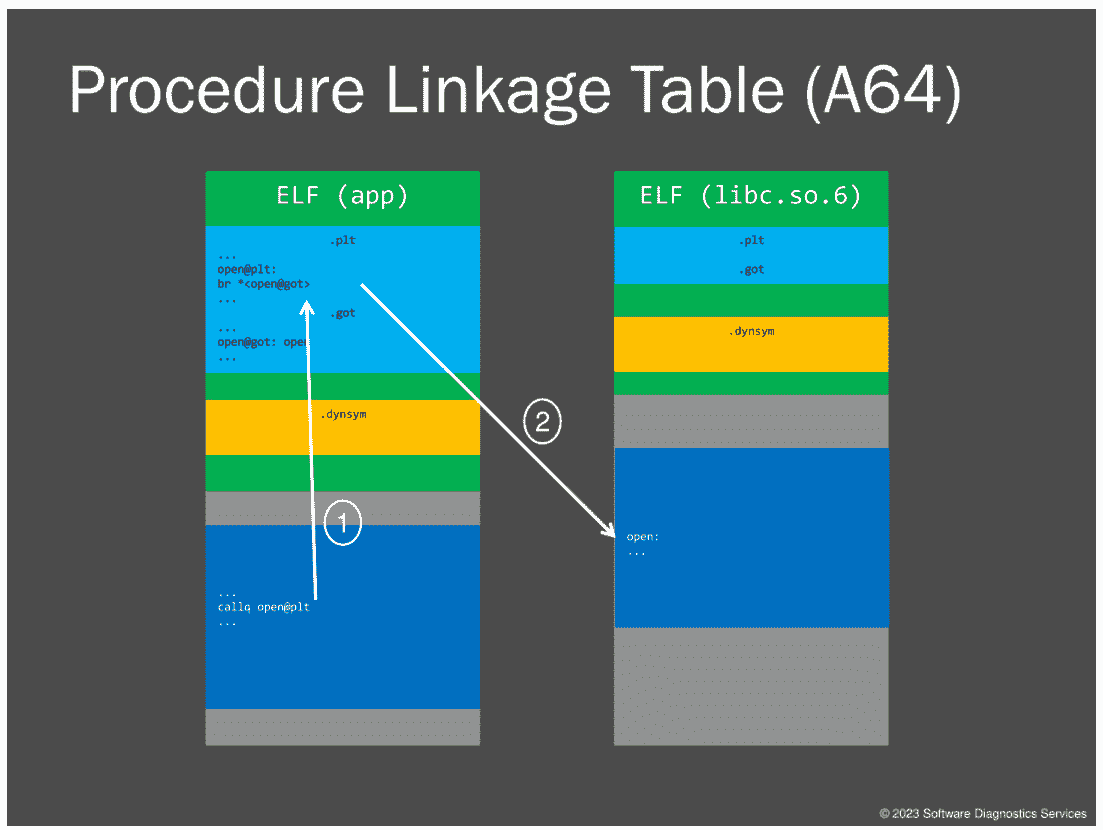 Procedure Linkage Table (A64)
ELF (app)
.plt
...
open@plt:
br *<open@got>
...
.got
...
open@got: open
...
.dynsym
1
...
callq open@plt
...
2
ELF (libc.so.6)
.plt
.got
.dynsym
open:
...
© 2023 Software Diagnostics Services